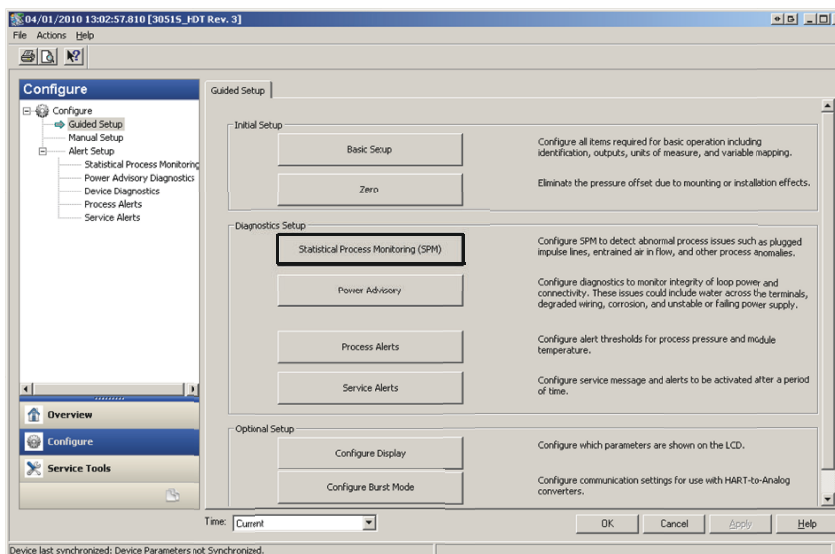 04/01/2010 13:02:57.810 [3051S_HDT Rev. 3]
File Actions Help
Configure
Configure
Guided Setup
Manual Setup
Alert Setup
Statistical Process Monitoring
Power Advisory Diagnostics
Device Diagnostics
Process Alerts
Service Alerts
Overview
Configure
Service Tools
Guided Setup
Initial Setup
Basic Setup
Configure all items required for basic operation including
identification, outputs, units of measure, and variable mapping.
Zero
Eliminate the pressure offset due to mounting or installation effects.
Diagnostics Setup
Statistical Process Monitoring (SPM)
Configure SPM to detect abnormal process issues such as plugged
impulse lines, entrained air in flow, and other process anomalies.
Power Advisory
Configure diagnostics to monitor integrity of loop power and
connectivity. These issues could include water across the terminals,
degraded wiring, corrosion, and unstable or failing power supply.
Process Alerts
Configure alert thresholds for process pressure and module
temperature.
Service Alerts
Configure service message and alerts to be activated after a period
of time.
Optional Setup
Configure Display
Configure which parameters are shown on the LCD.
Configure Burst Mode
Configure communication settings for use with HART-to-Analog
converters.
Time: Current
OK Cancel Apply Help
Device last synchronized: Device Parameters not Synchronized.